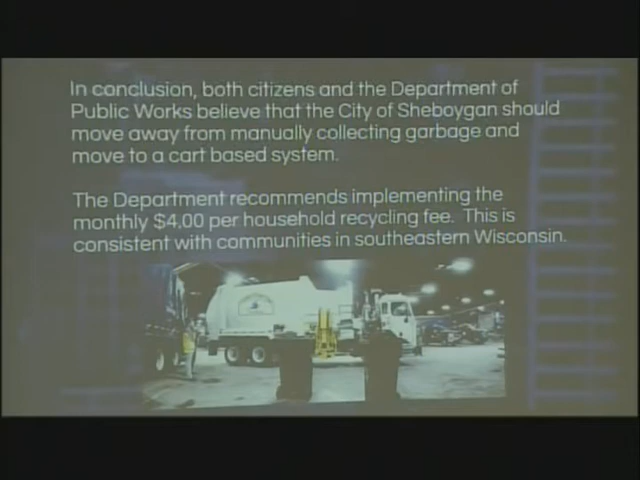 In conclusion, both citizens and the Department of
Public Works believe that the City of Sheboygan should
move away from manually collecting garbage and
move to a cart based system.
The Department recommends implementing the
monthly $4.00 per household recycling fee. This is
consistent with communities in southeastern Wisconsin.